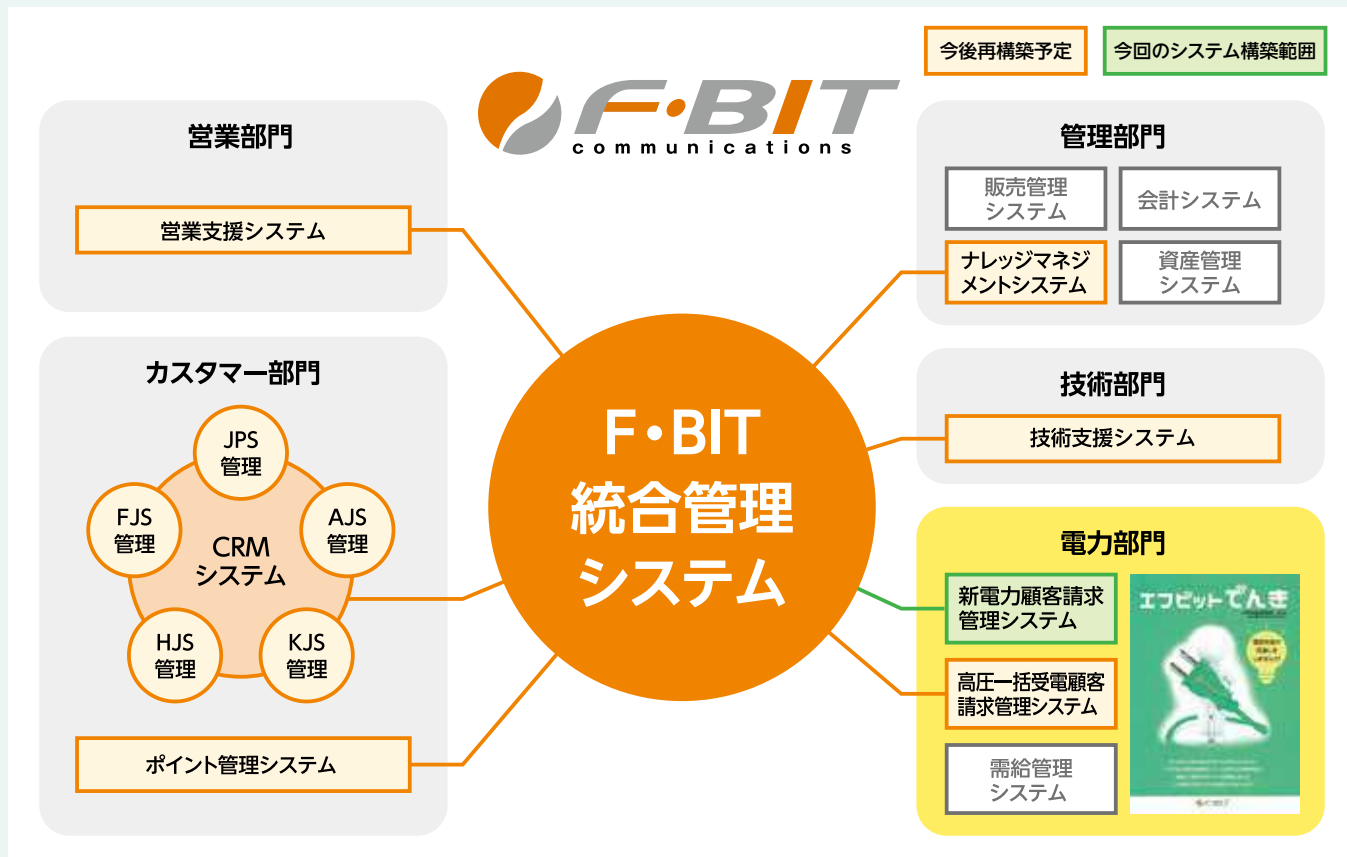 今後再構築予定
今回のシステム構築範囲
F·BIT
communications
営業部門
営業支援システム
カスタマー部門
JPS
管理
FJS
管理
AJS
管理
CRM
システム
HJS
管理
KJS
管理
ポイント管理システム
F・BIT
統合管理
システム
管理部門
販売管理
システム
会計システム
ナレッジマネジ
メントシステム
資産管理
システム
技術部門
技術支援システム
電力部門
新電力顧客請求
管理システム
高圧一括受電顧客
請求管理システム
需給管理
システム
エフビットでんき